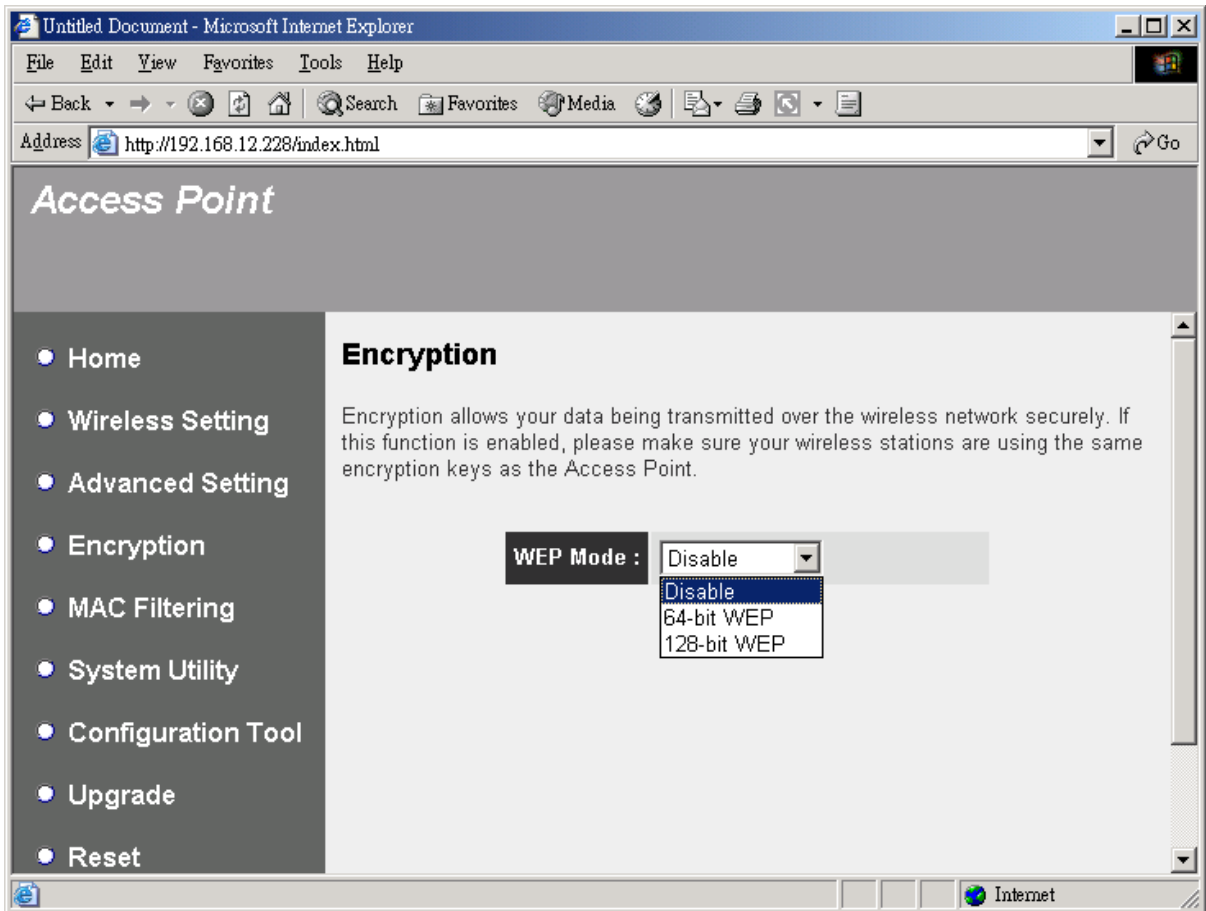 Untitled Document - Microsoft Internet Explorer
File Edit View Favorites Tools Help
Back Search Favorites Media
Address http://192.168.12.228/index.html Go
Access Point
Home
Wireless Setting
Advanced Setting
Encryption
MAC Filtering
System Utility
Configuration Tool
Upgrade
Reset
Encryption
Encryption allows your data being transmitted over the wireless network securely. If
this function is enabled, please make sure your wireless stations are using the same
encryption keys as the Access Point.
WEP Mode : Disable
Disable
64-bit WEP
128-bit WEP
Internet